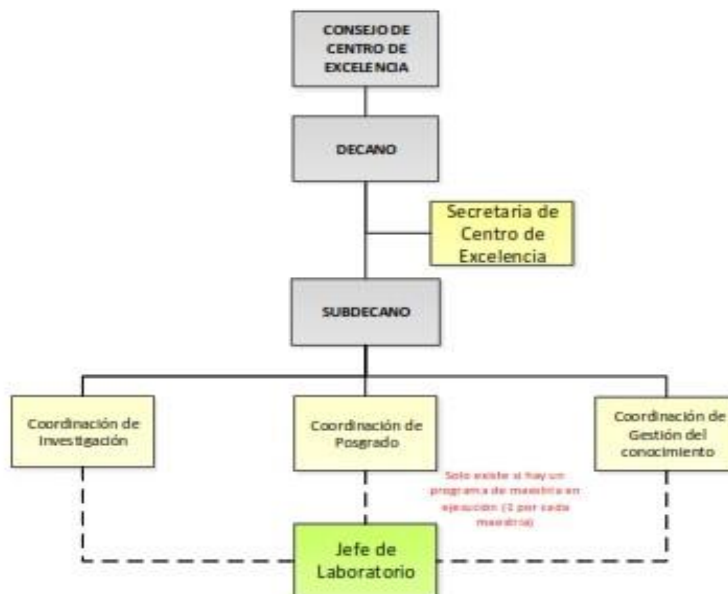 CONSEJO DE
CENTRO DE
EXCELENCIA
DECANO
Secretaria de
Centro de
Excelencia
SUBDECANO
Coordinación de
Investigación
Coordinación de
Posgrado
Coordinación de
Gestión del
conocimiento
Solo existe si hay un
programa de maestría en
ejecución (1 por cada
maestría)
Jefe de
Laboratorio